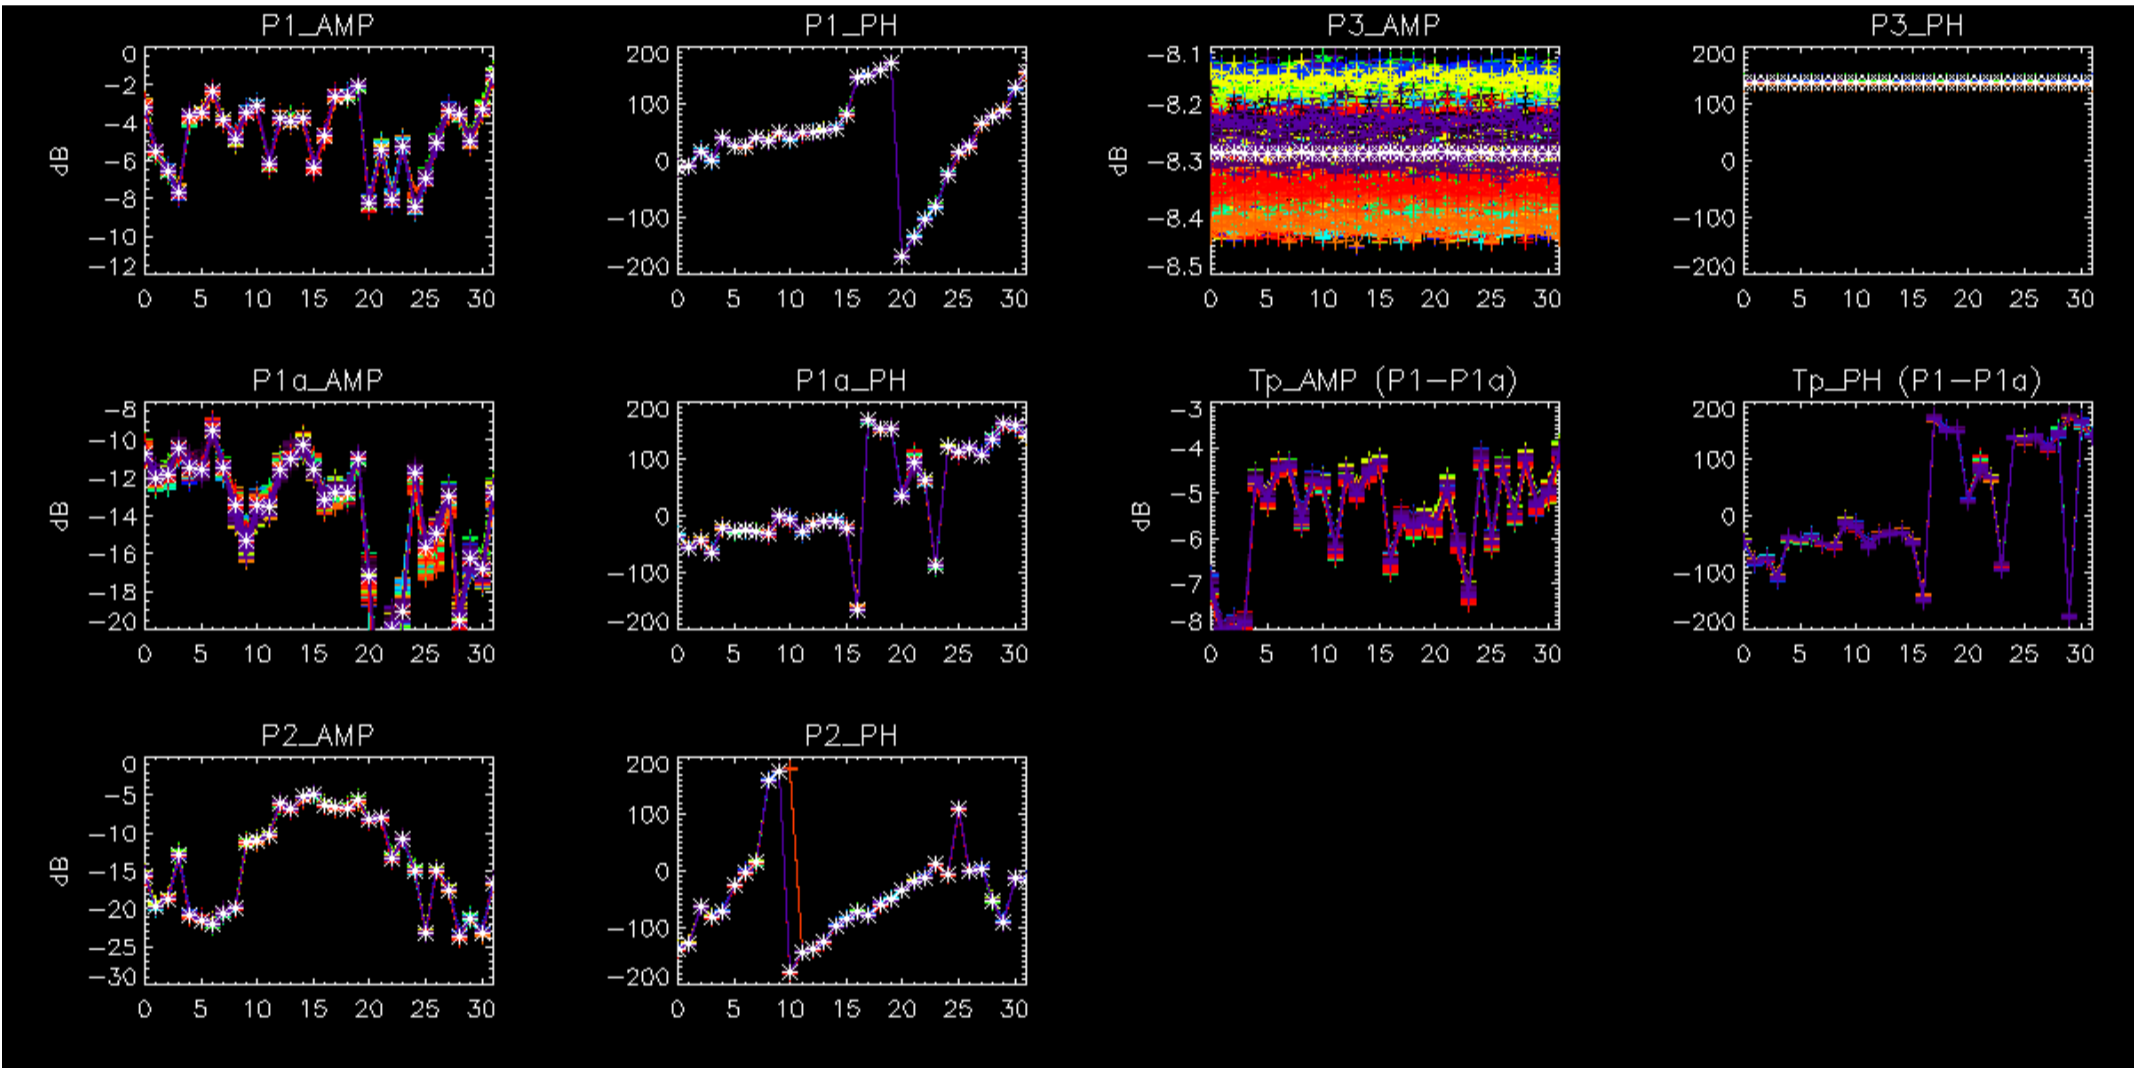 P1_AMP
0
-2
-4
-6
-8
-10
-12
dB
0 5 10 15 20 25 30
P1_PH
200
100
0
-100
-200
0 5 10 15 20 25 30
P3_AMP
-8.1
-8.2
-8.3
-8.4
-8.5
dB
0 5 10 15 20 25 30
P3_PH
200
100
0
-100
-200
0 5 10 15 20 25 30
P1a_AMP
-8
-10
-12
-14
-16
-18
-20
dB
0 5 10 15 20 25 30
P1a_PH
200
100
0
-100
-200
0 5 10 15 20 25 30
Tp_AMP (P1-P1a)
-3
-4
-5
-6
-7
-8
dB
0 5 10 15 20 25 30
Tp_PH (P1-P1a)
200
100
0
-100
-200
0 5 10 15 20 25 30
P2_AMP
0
-5
-10
-15
-20
-25
-30
dB
0 5 10 15 20 25 30
P2_PH
200
100
0
-100
-200
0 5 10 15 20 25 30